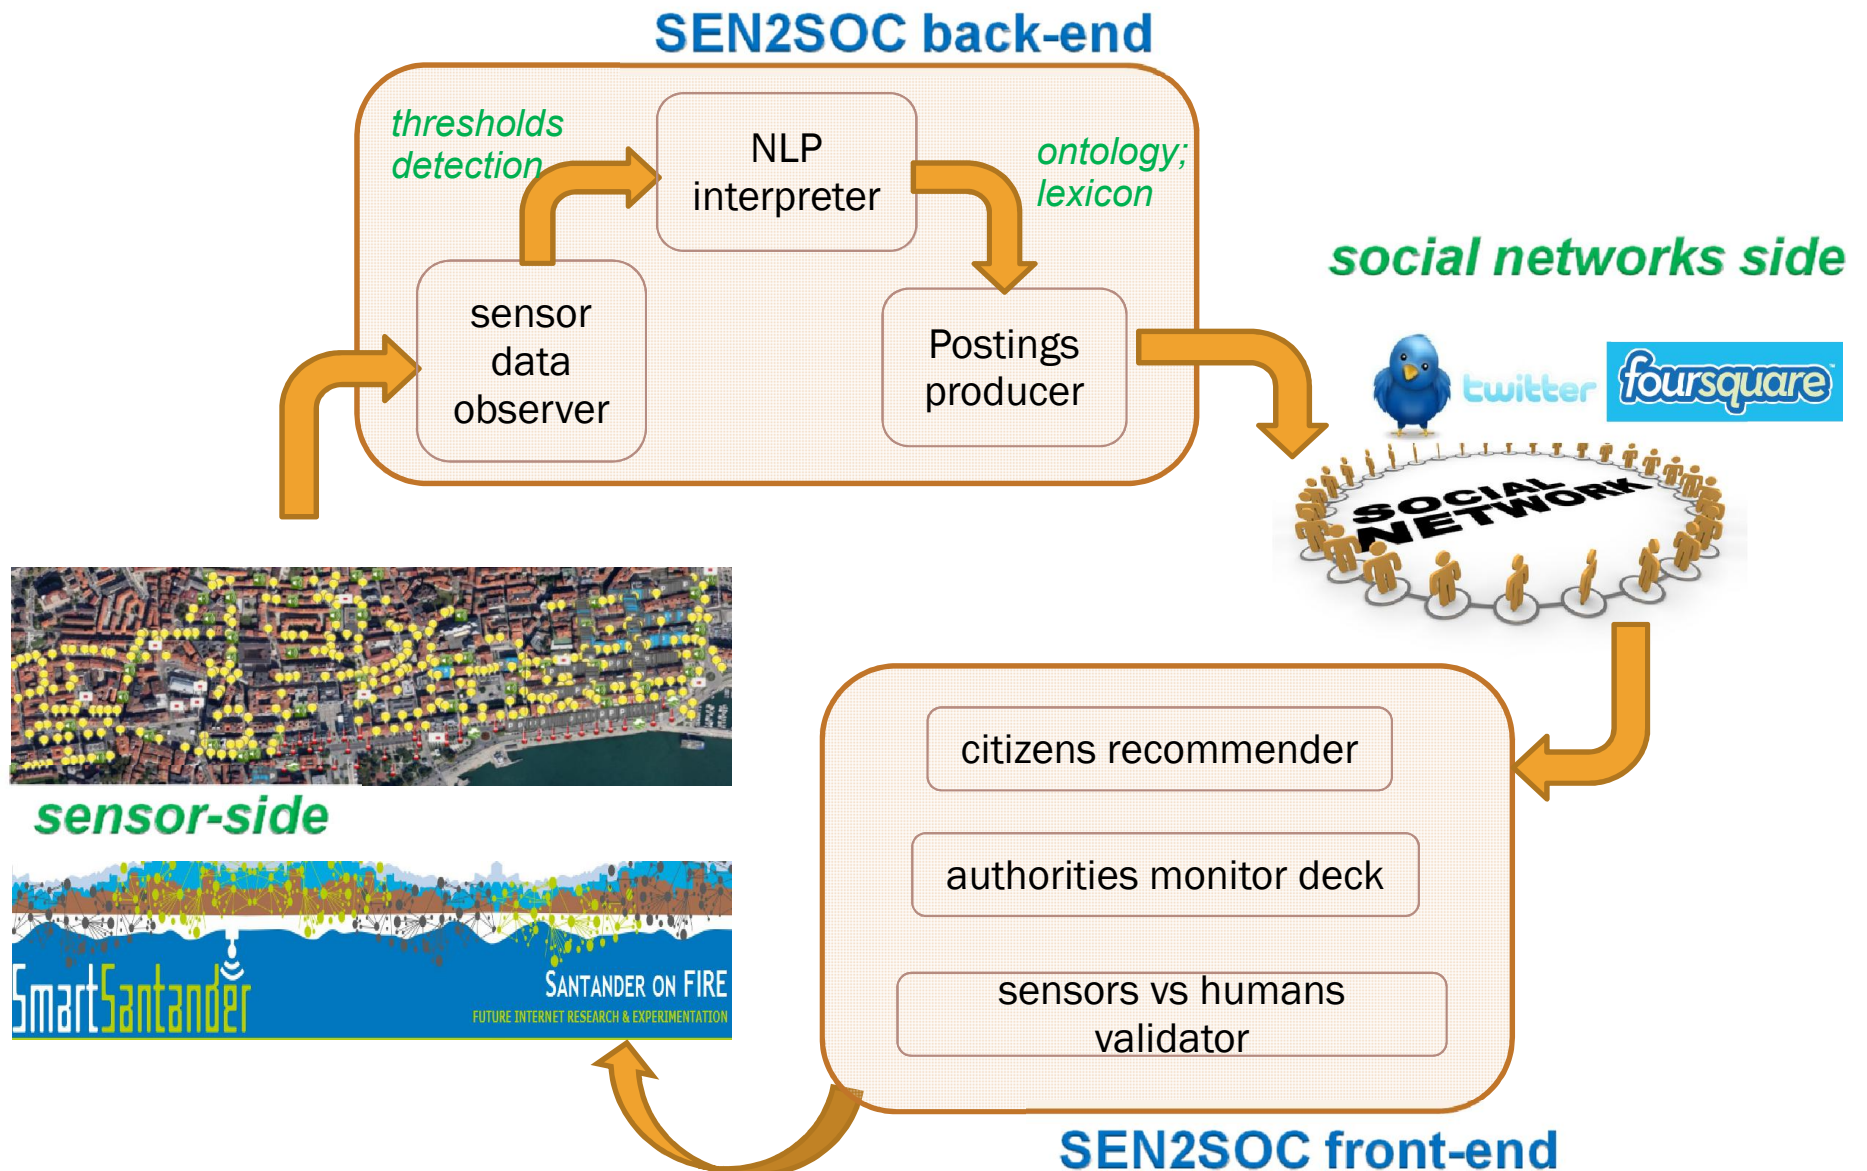 SEN2SOC back-end
thresholds
detection
NLP
interpreter
ontology;
lexicon
sensor
data
observer
Postings
producer
social networks side
twitter
foursquare™
SOCIAL
NETWORK
sensor-side
SmartSantander
SANTANDER ON FIRE
FUTURE INTERNET RESEARCH & EXPERIMENTATION
citizens recommender
authorities monitor deck
sensors vs humans
validator
SEN2SOC front-end